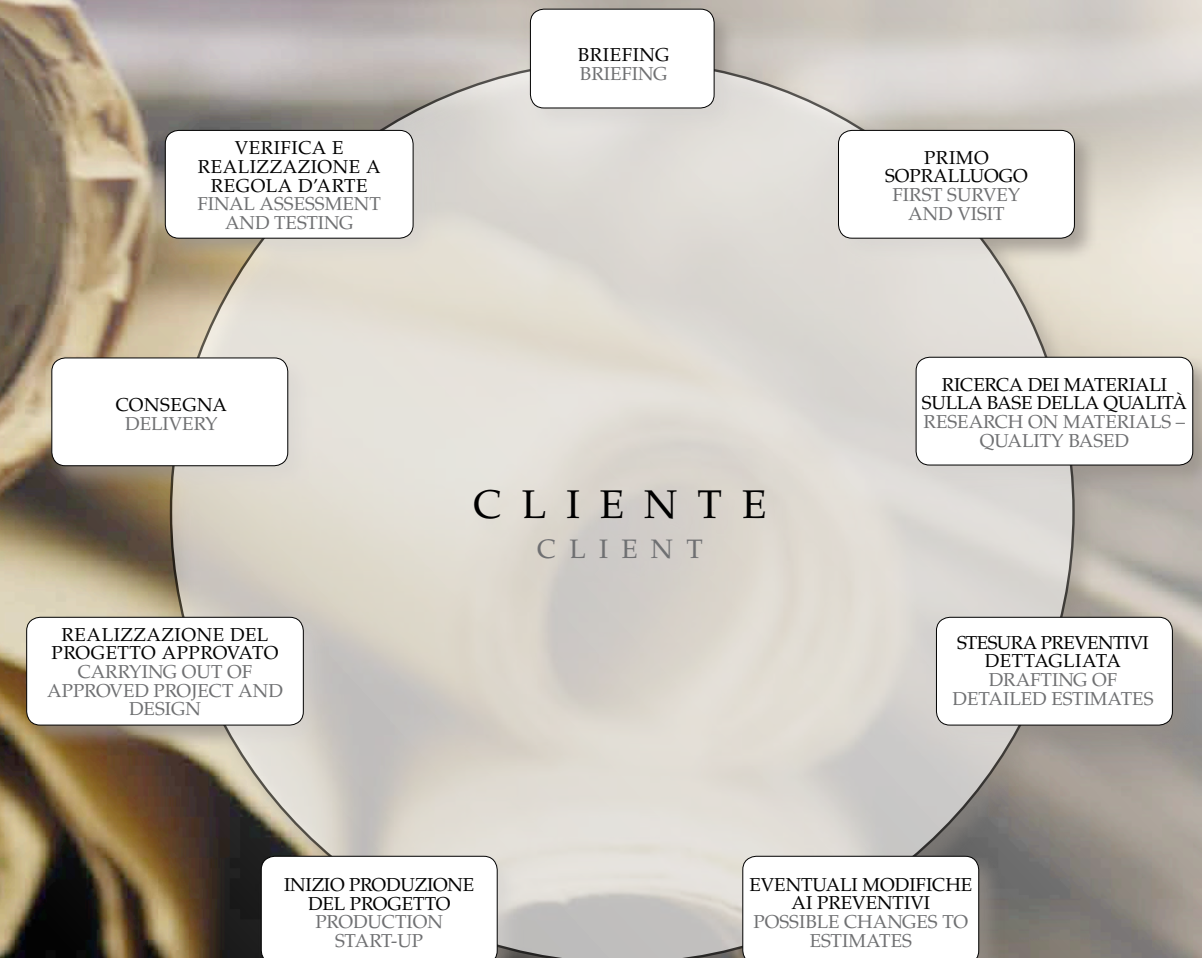 BRIEFING
BRIEFING
PRIMO
SOPRALLUOGO
FIRST SURVEY
AND VISIT
RICERCA DEI MATERIALI
SULLA BASE DELLA QUALITÀ
RESEARCH ON MATERIALS –
QUALITY BASED
STESURA PREVENTIVI
DETTAGLIATA
DRAFTING OF
DETAILED ESTIMATES
EVENTUALI MODIFICHE
AI PREVENTIVI
POSSIBLE CHANGES TO
ESTIMATES
INIZIO PRODUZIONE
DEL PROGETTO
PRODUCTION
START-UP
REALIZZAZIONE DEL
PROGETTO APPROVATO
CARRYING OUT OF
APPROVED PROJECT AND
DESIGN
CONSEGNA
DELIVERY
VERIFICA E
REALIZZAZIONE A
REGOLA D'ARTE
FINAL ASSESSMENT
AND TESTING
CLIENTE
CLIENT